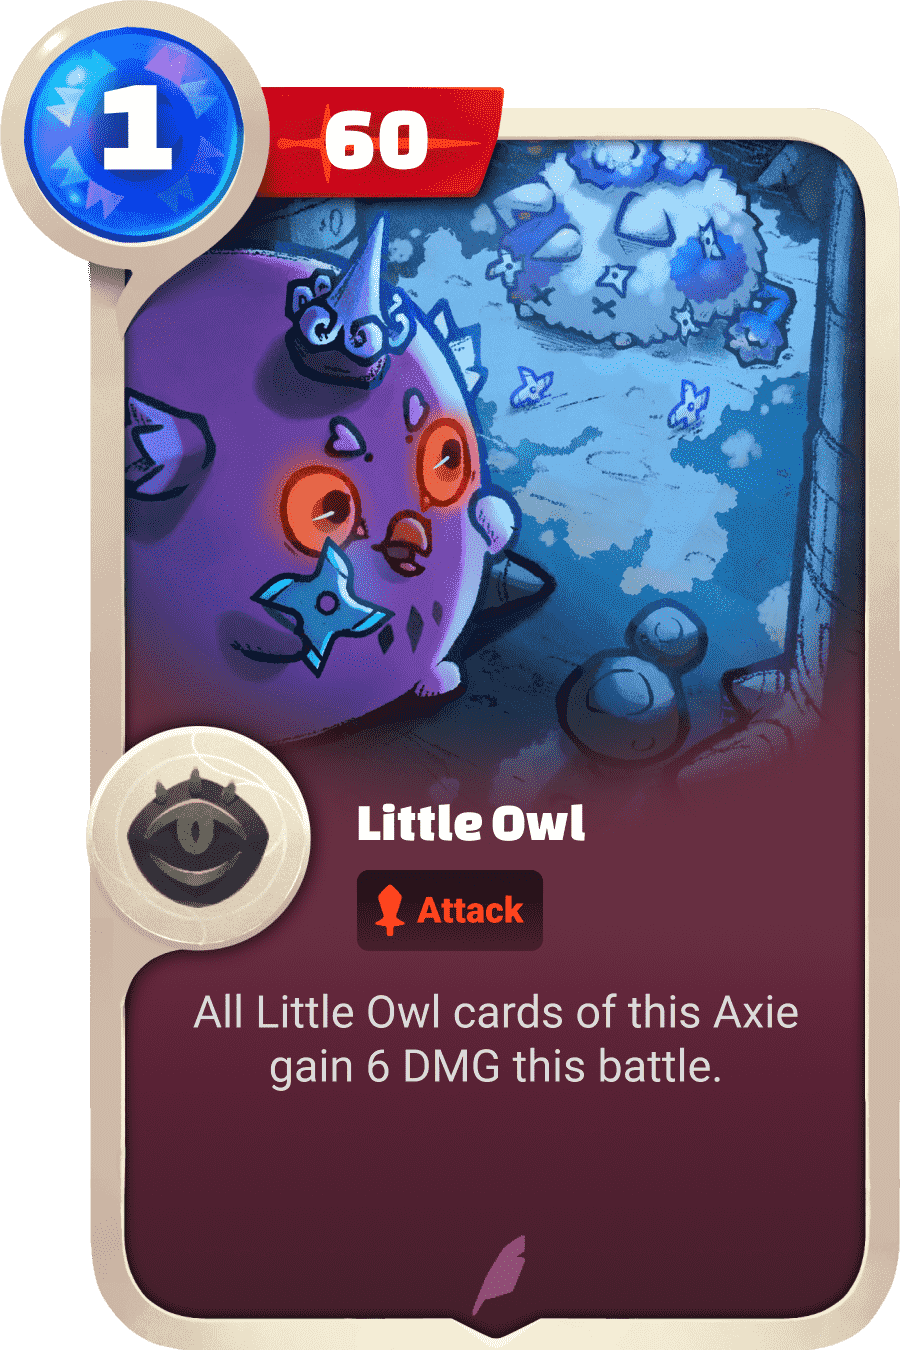 1
60
Little Owl
Attack
All Little Owl cards of this Axie
gain 6 DMG this battle.